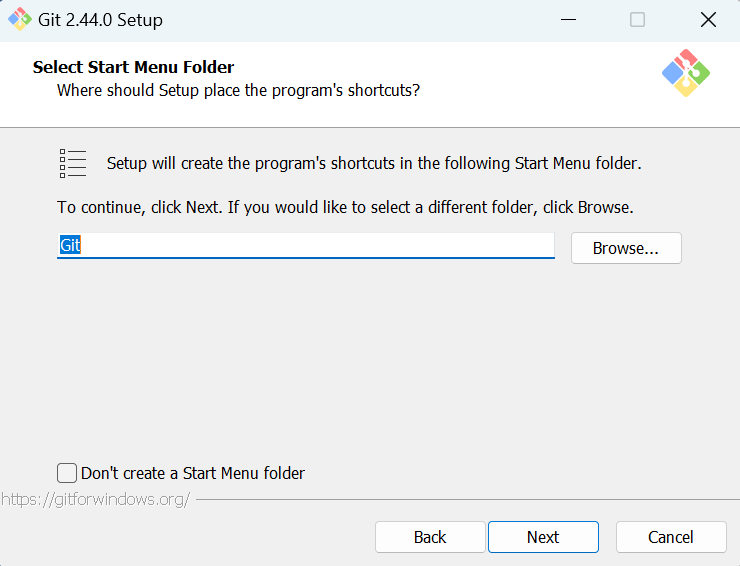 Git 2.44.0 Setup
Select Start Menu Folder
Where should Setup place the program's shortcuts?
Setup will create the program's shortcuts in the following Start Menu folder.
To continue, click Next. If you would like to select a different folder, click Browse.
Git
Browse...
Don't create a Start Menu folder
https://gitforwindows.org/
Back
Next
Cancel